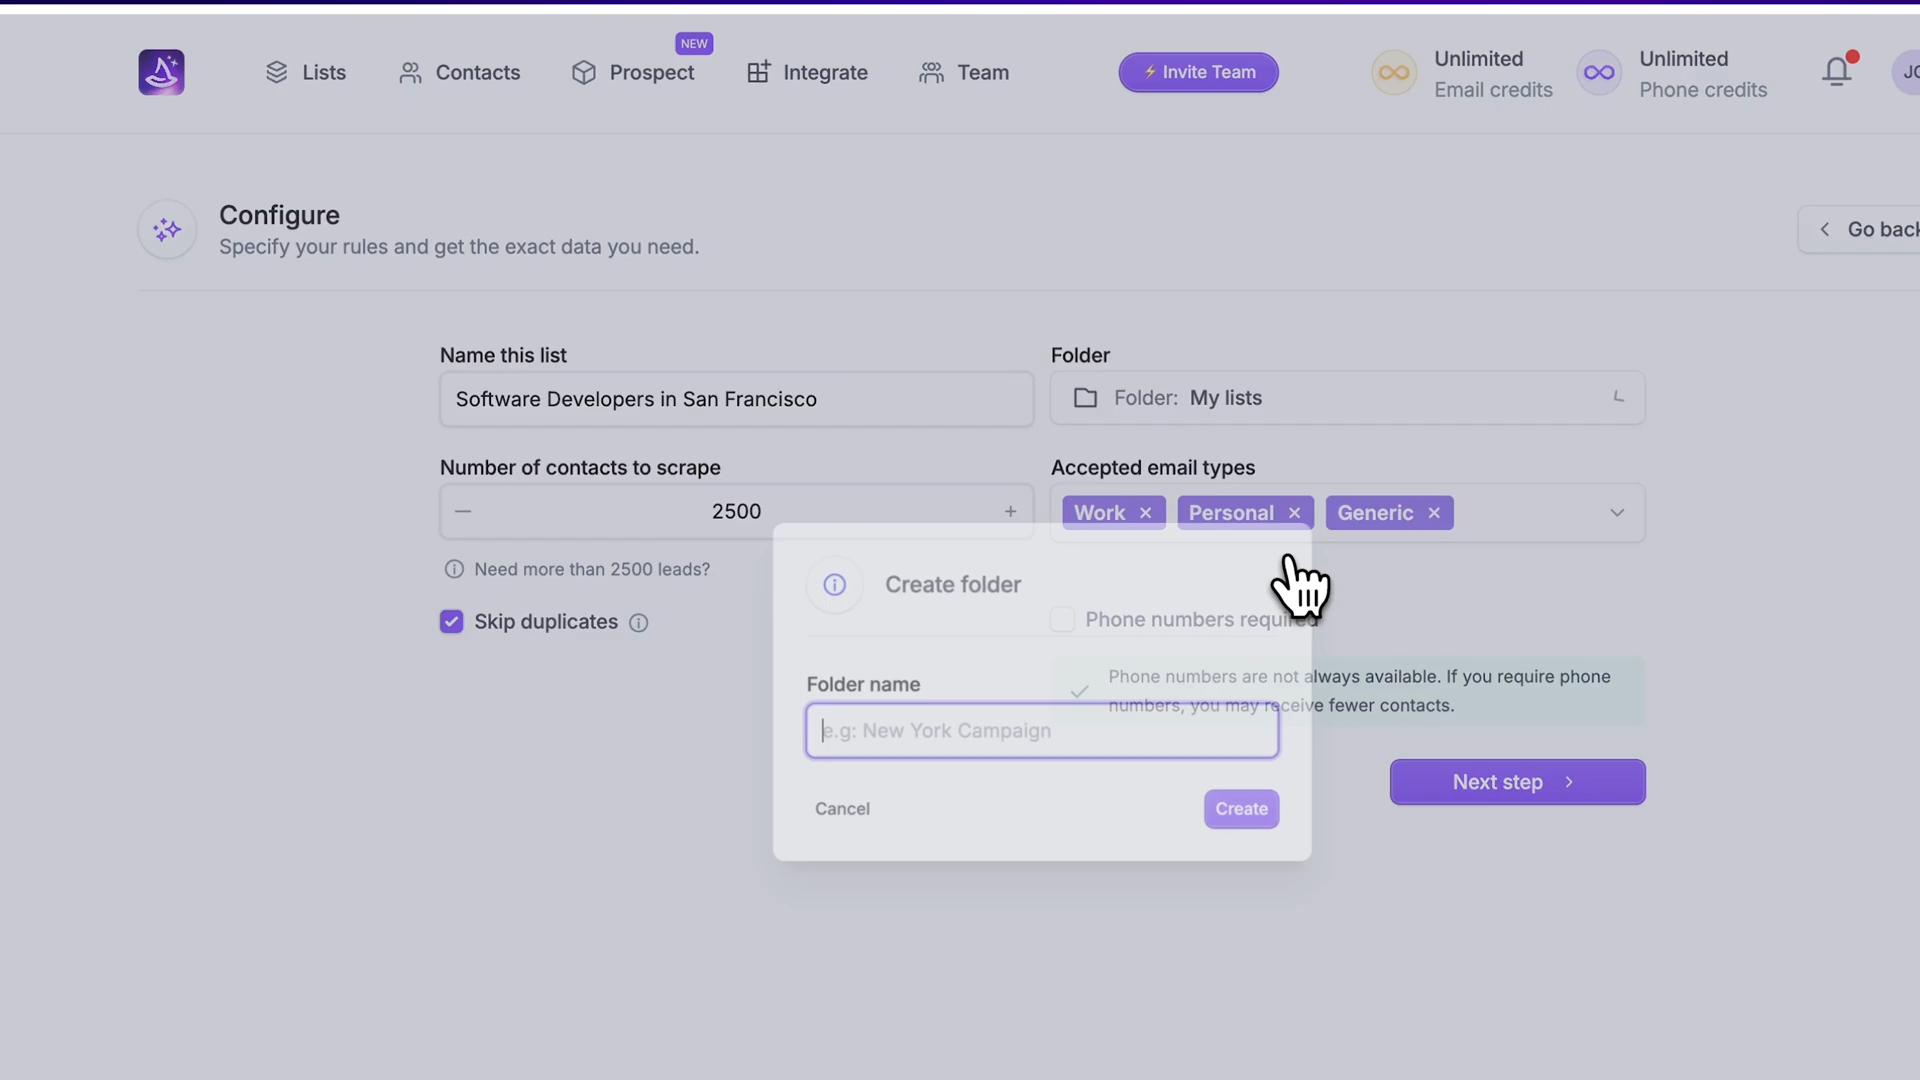 NEW
Lists
Contacts
Prospect
Integrate
Team
Invite Team
Unlimited
Email credits
Unlimited
Phone credits
Configure
Specify your rules and get the exact data you need.
Go back
Name this list
Software Developers in San Francisco
Folder
Folder: My lists
Number of contacts to scrape
2500
Accepted email types
Work
Personal
Generic
Need more than 2500 leads?
Skip duplicates
Create folder
Phone numbers required
Folder name
Phone numbers are not always available. If you require phone
numbers, you may receive fewer contacts.
e.g: New York Campaign
Next step
Cancel
Create